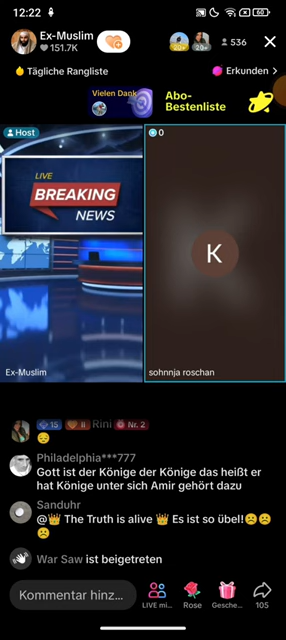 12:22
60
Ex-Muslim
151.7K
20+
20+
536
Tägliche Rangliste
Erkunden >
Vielen Dank
Abo-
Bestenliste
Host
0
LIVE
BREAKING
NEWS
K
Ex-Muslim
sohnnja roschan
15
II
Rini
Nr. 2
Philadelphia***777
Gott ist der Könige der Könige das heißt er
hat Könige unter sich Amir gehört dazu
Sanduhr
@👑 The Truth is alive 👑 Es ist so übel!☹️☹️
☹️
War Saw ist beigetreten
Kommentar hinz...
LIVE mi...
Rose
Gesche...
105